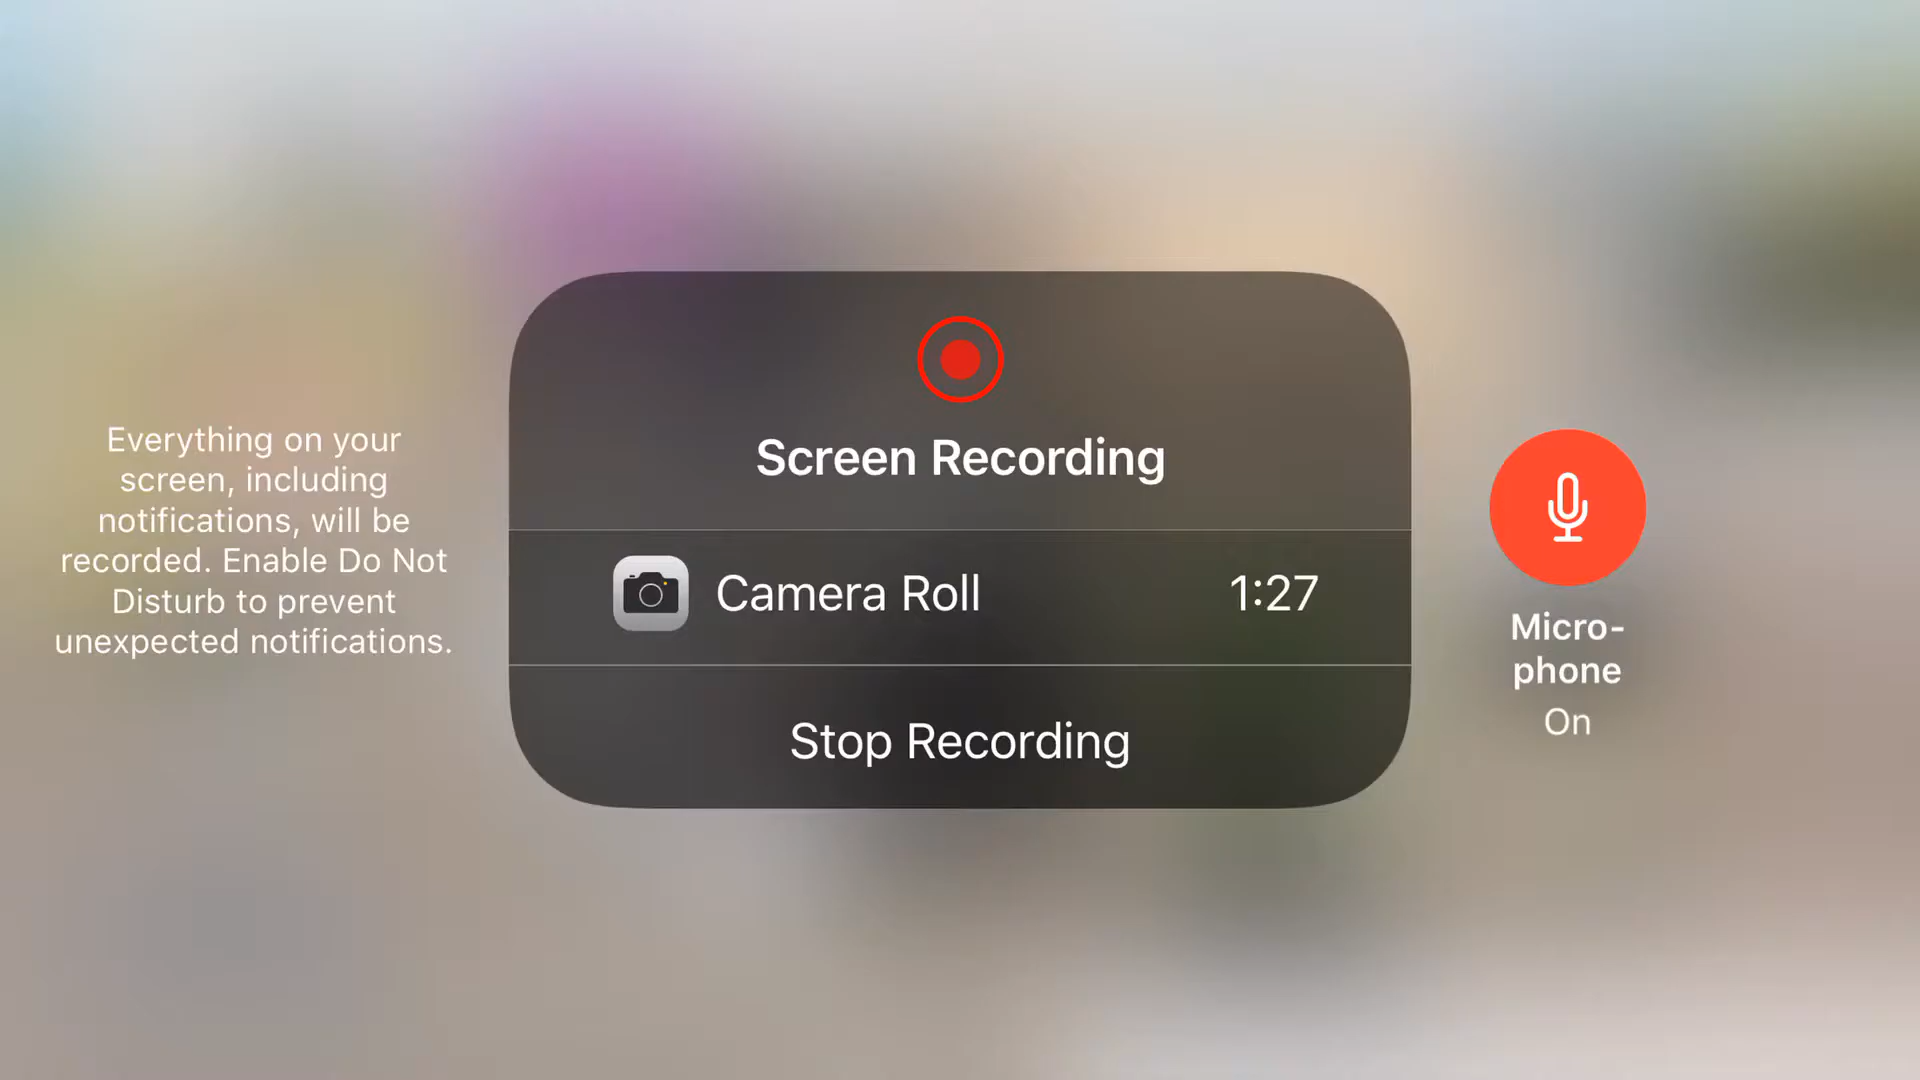 Everything on your
screen, including
notifications, will be
recorded. Enable Do Not
Disturb to prevent
unexpected notifications.
Screen Recording
Camera Roll 1:27
Stop Recording
Micro-
phone
On